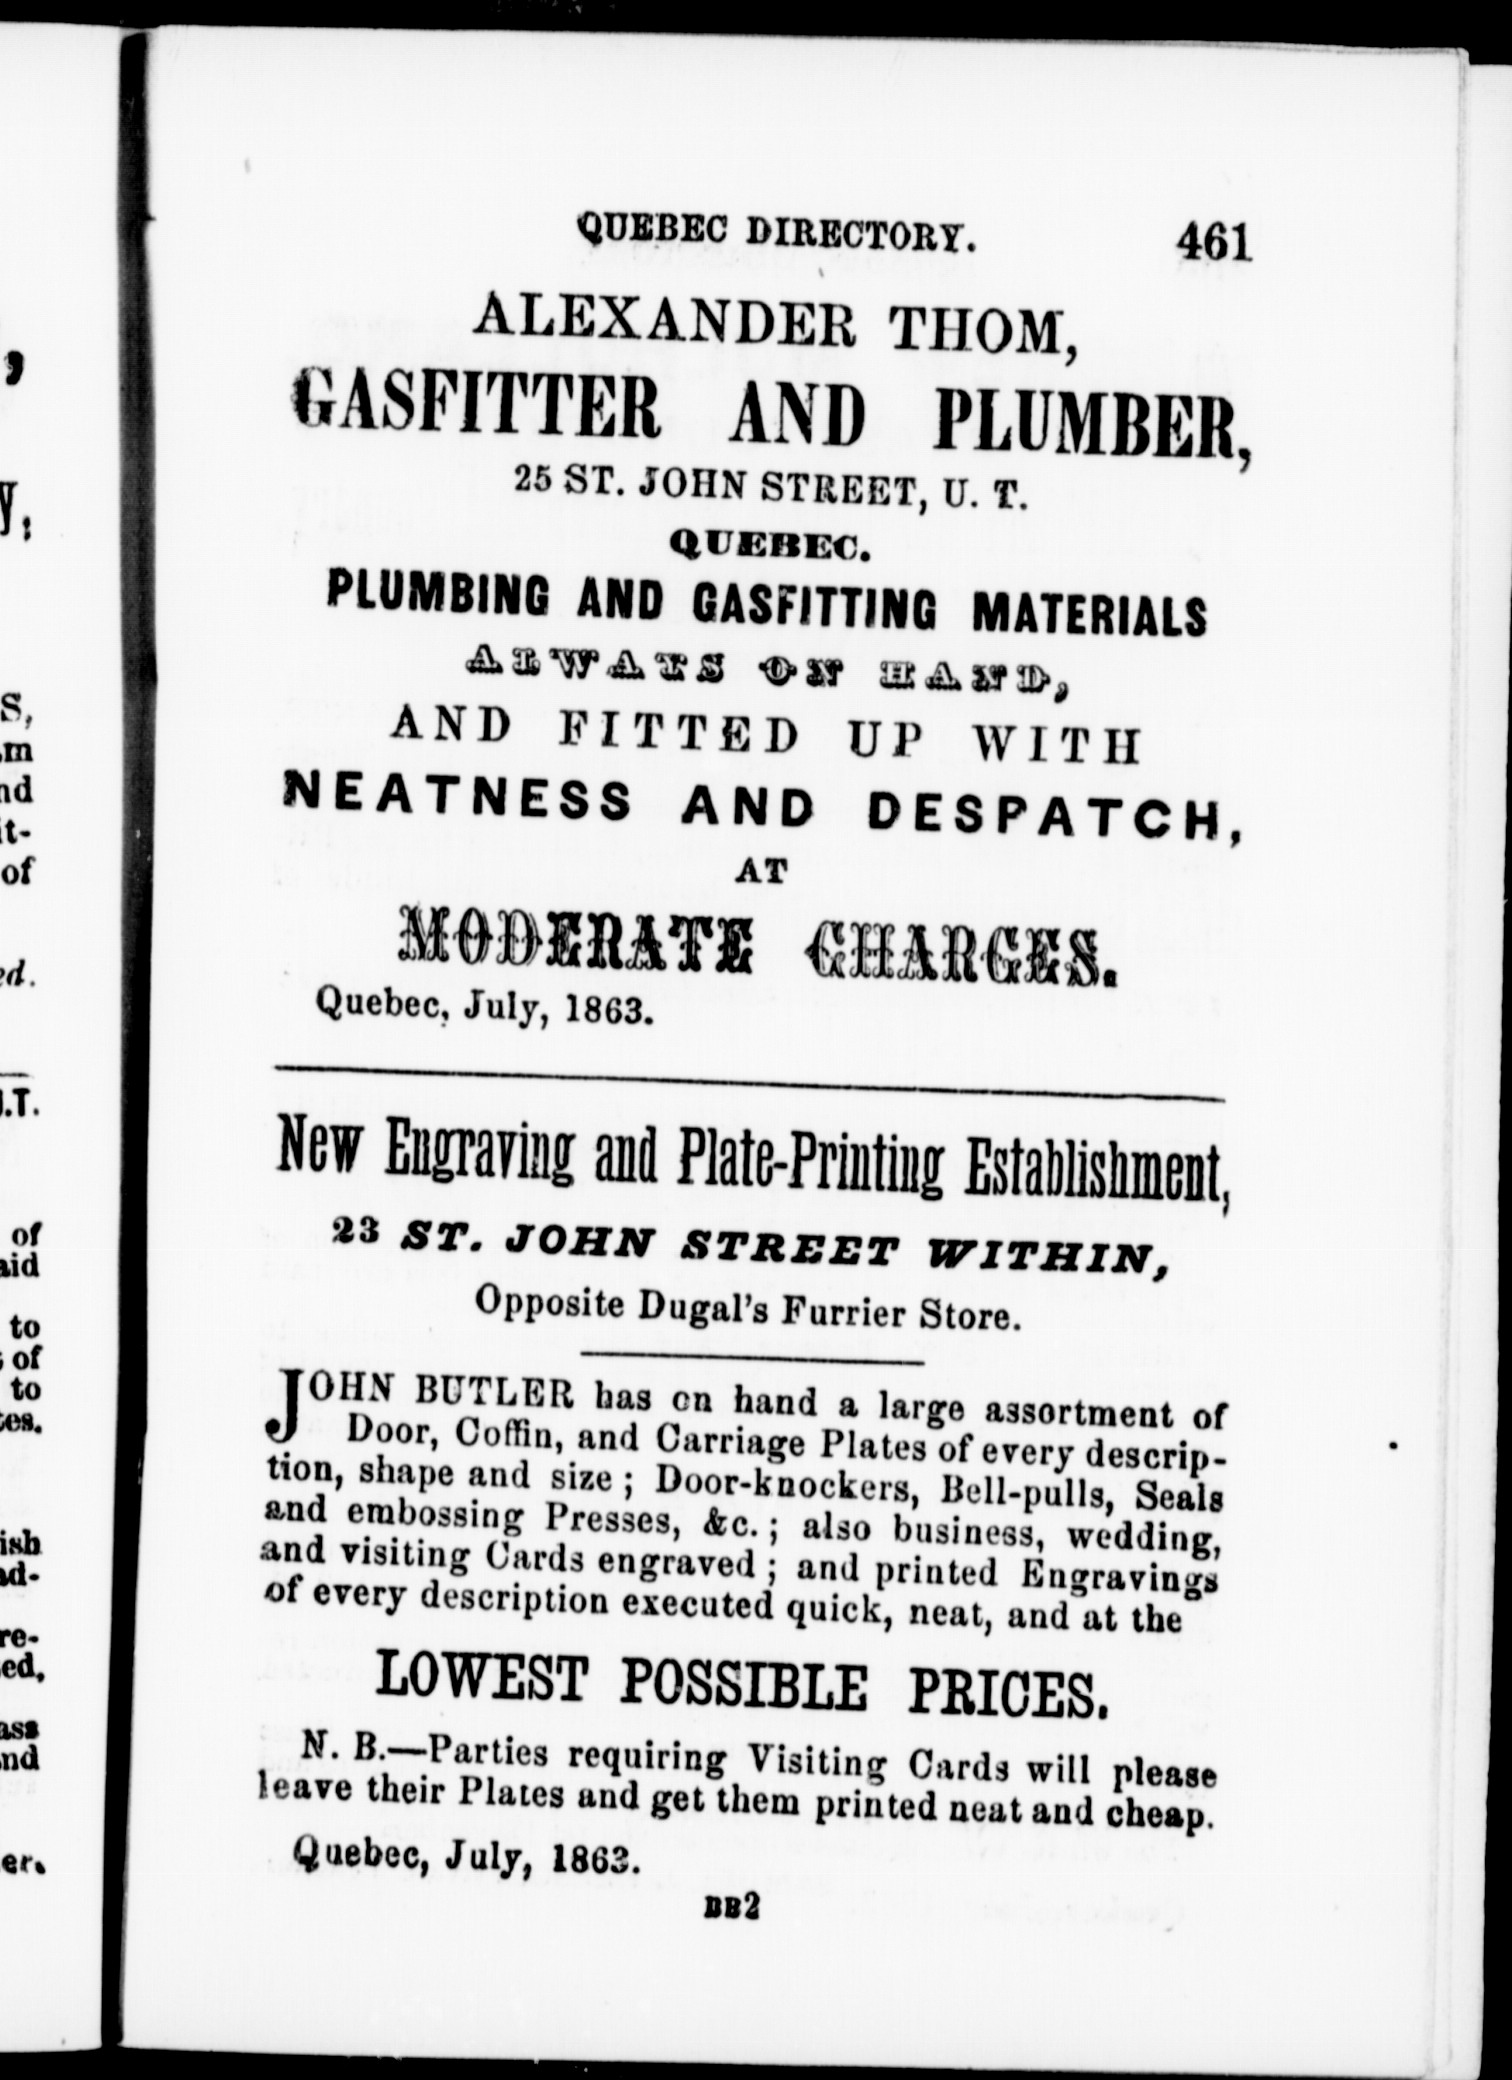 QUEBEC DIRECTORY. 461
ALEXANDER THOM,
GASFITTER AND PLUMBER,
25 ST. JOHN STREET, U. T.
QUEBEC.
PLUMBING AND GASFITTING MATERIALS
ALWAYS ON HAND,
AND FITTED UP WITH
NEATNESS AND DESPATCH,
AT
MODERATE CHARGES.
Quebec, July, 1863.
New Engraving and Plate-Printing Establishment,
23 ST. JOHN STREET WITHIN,
Opposite Dugal's Furrier Store.
JOHN BUTLER has on hand a large assortment of
Door, Coffin, and Carriage Plates of every descrip-
tion, shape and size ; Door-knockers, Bell-pulls, Seals
and embossing Presses, &c. ; also business, wedding,
and visiting Cards engraved ; and printed Engravings
of every description executed quick, neat, and at the
LOWEST POSSIBLE PRICES.
N. B.—Parties requiring Visiting Cards will please
leave their Plates and get them printed neat and cheap.
Quebec, July, 1863.
BB2